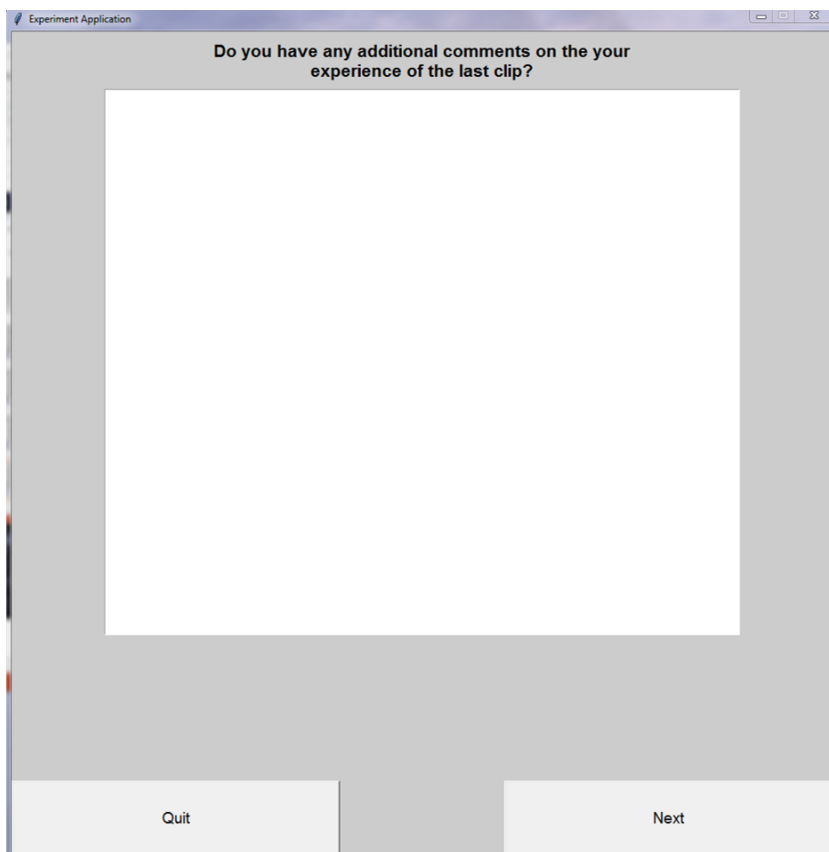 Experiment Application
Do you have any additional comments on the your
experience of the last clip?
Quit
Next